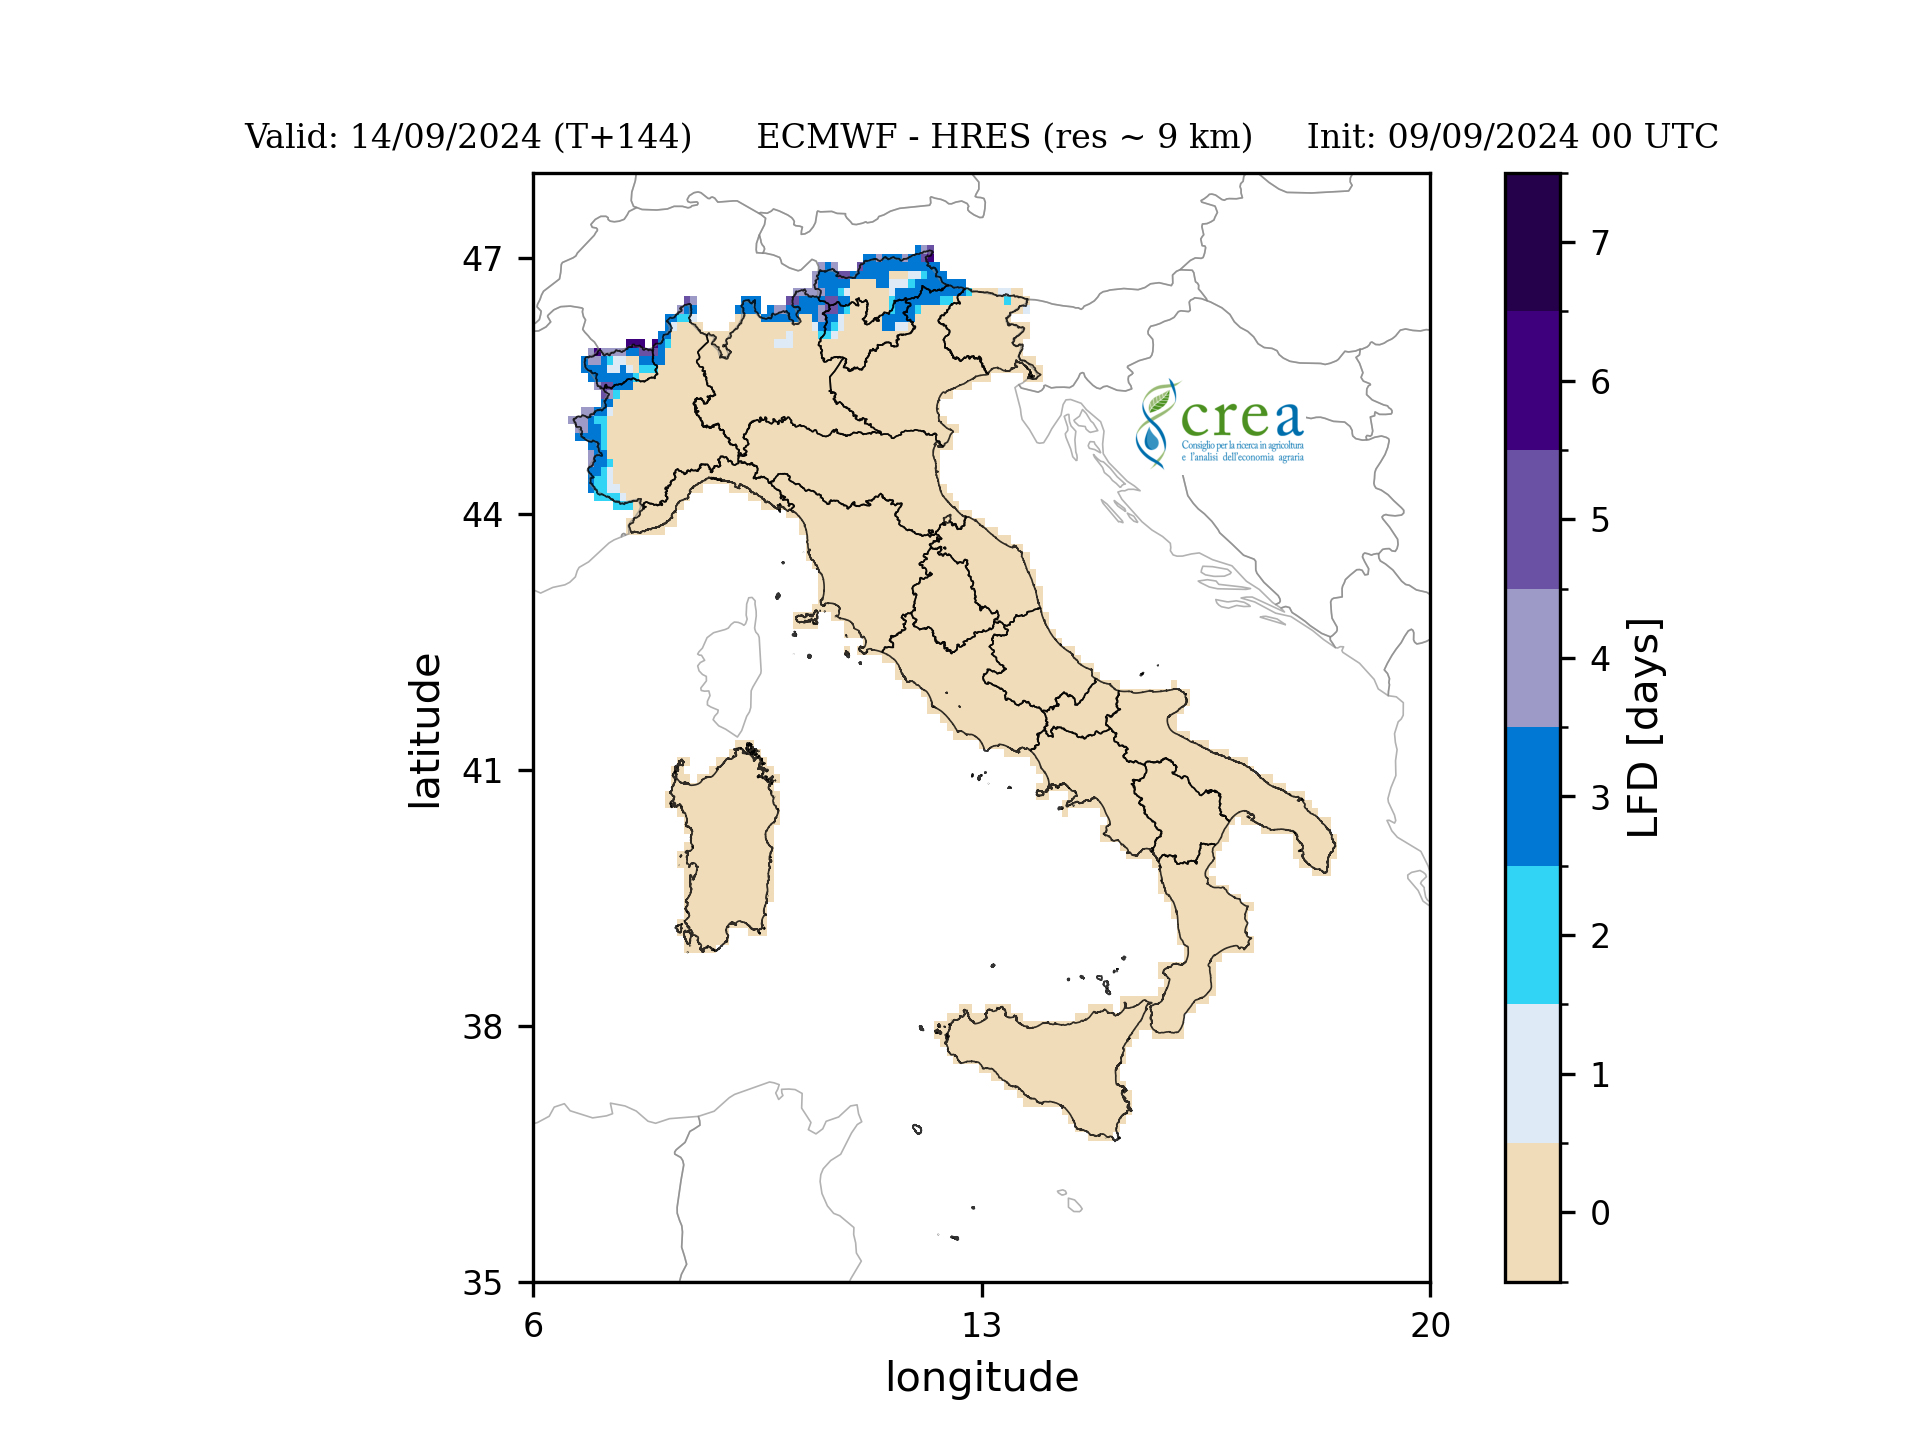 Valid: 14/09/2024 (T+144) ECMWF - HRES (res ~ 9 km) Init: 09/09/2024 00 UTC
47
44
41
38
35
latitude
6 13 20
longitude
crea
Consiglio per la ricerca in agricoltura
e l'analisi dell'economia agraria
7
6
5
4
3
2
1
0
LFD [days]